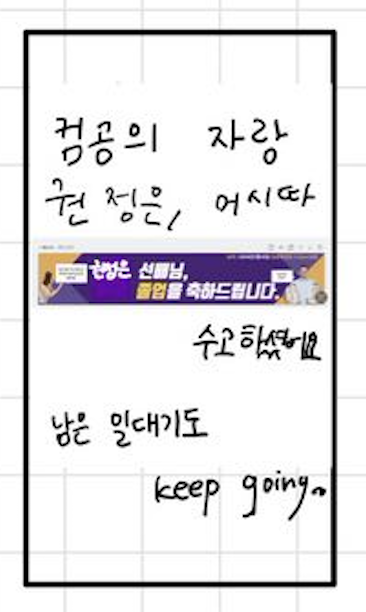 컴공의 자랑
권정은, 머시따
권정은 선배님,
졸업을 축하드립니다.
수고하셨어요
남은 일대기도
keep going~